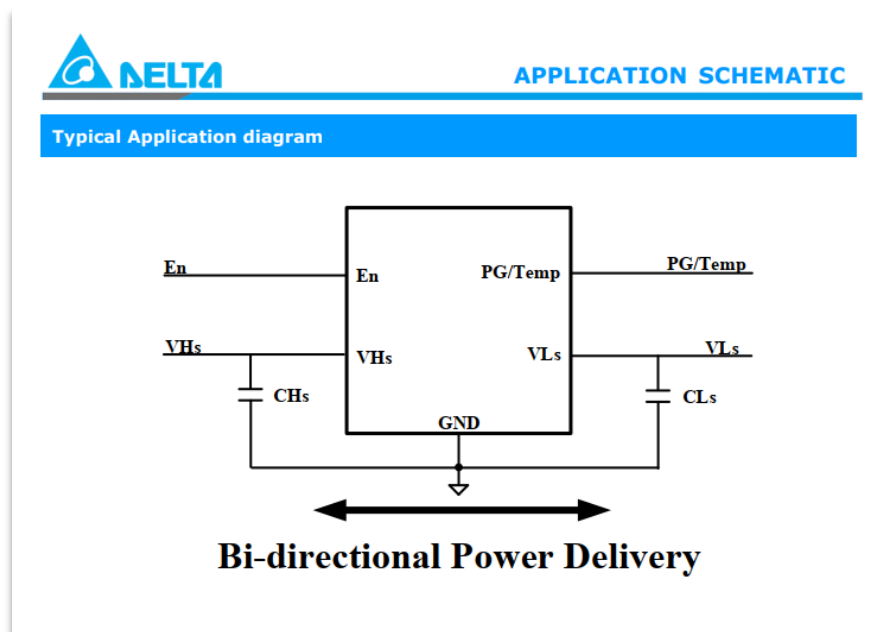 DELTA
APPLICATION SCHEMATIC
Typical Application diagram
En
En
PG/Temp
PG/Temp
VHs
VHs
VLs
VLs
CHs
CLs
GND
Bi-directional Power Delivery